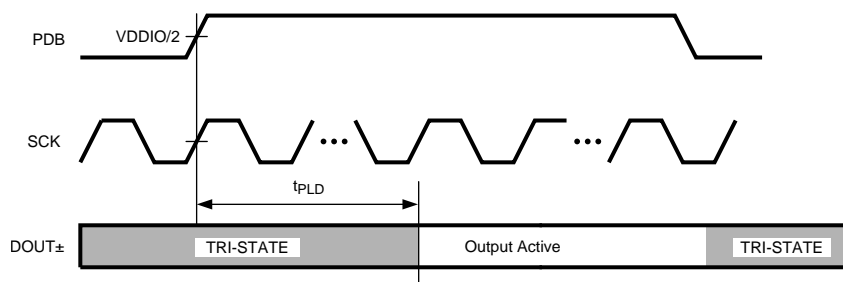 PDB
VDDIO/2
SCK
tPLD
DOUT±
TRI-STATE
Output Active
TRI-STATE